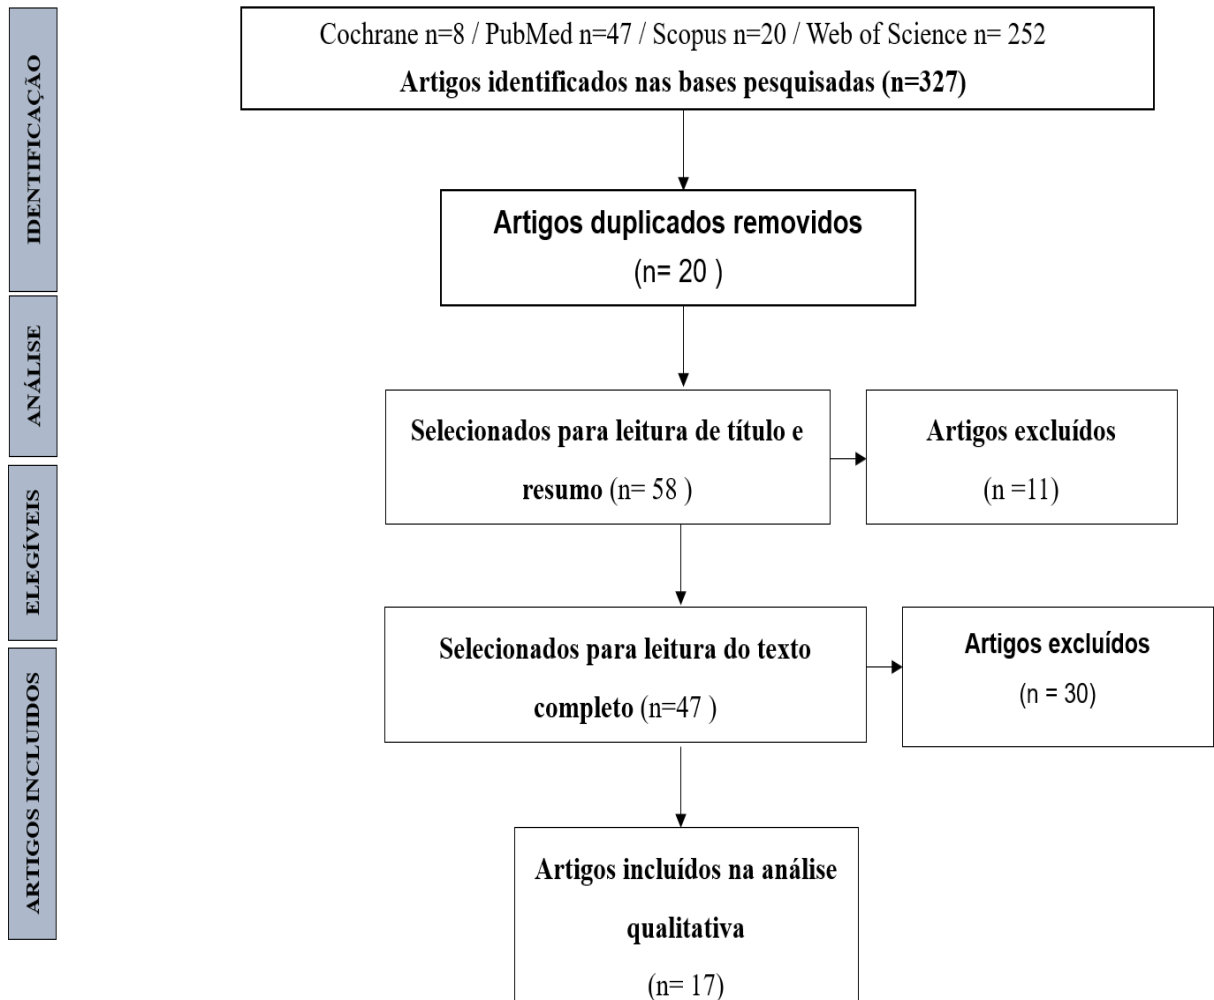 IDENTIFICAÇÃO
Cochrane n=8 / PubMed n=47 / Scopus n=20 / Web of Science n= 252
Artigos identificados nas bases pesquisadas (n=327)
Artigos duplicados removidos
(n= 20 )
ANÁLISE
Selecionados para leitura de título e
resumo (n= 58 )
Artigos excluídos
(n =11)
ELEGÍVEIS
Selecionados para leitura do texto
completo (n=47 )
Artigos excluídos
(n = 30)
ARTIGOS INCLUIDOS
Artigos incluídos na análise
qualitativa
(n= 17)